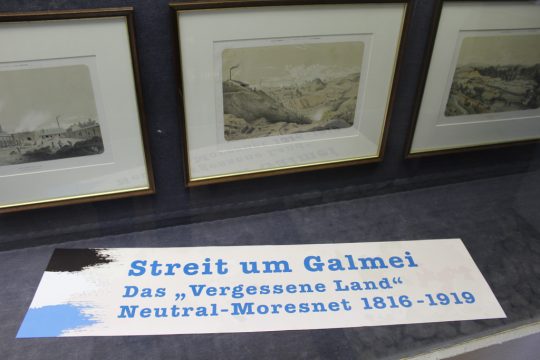 Streit um Galmei
Das „Vergessene Land“
Neutral-Moresnet 1816-1919